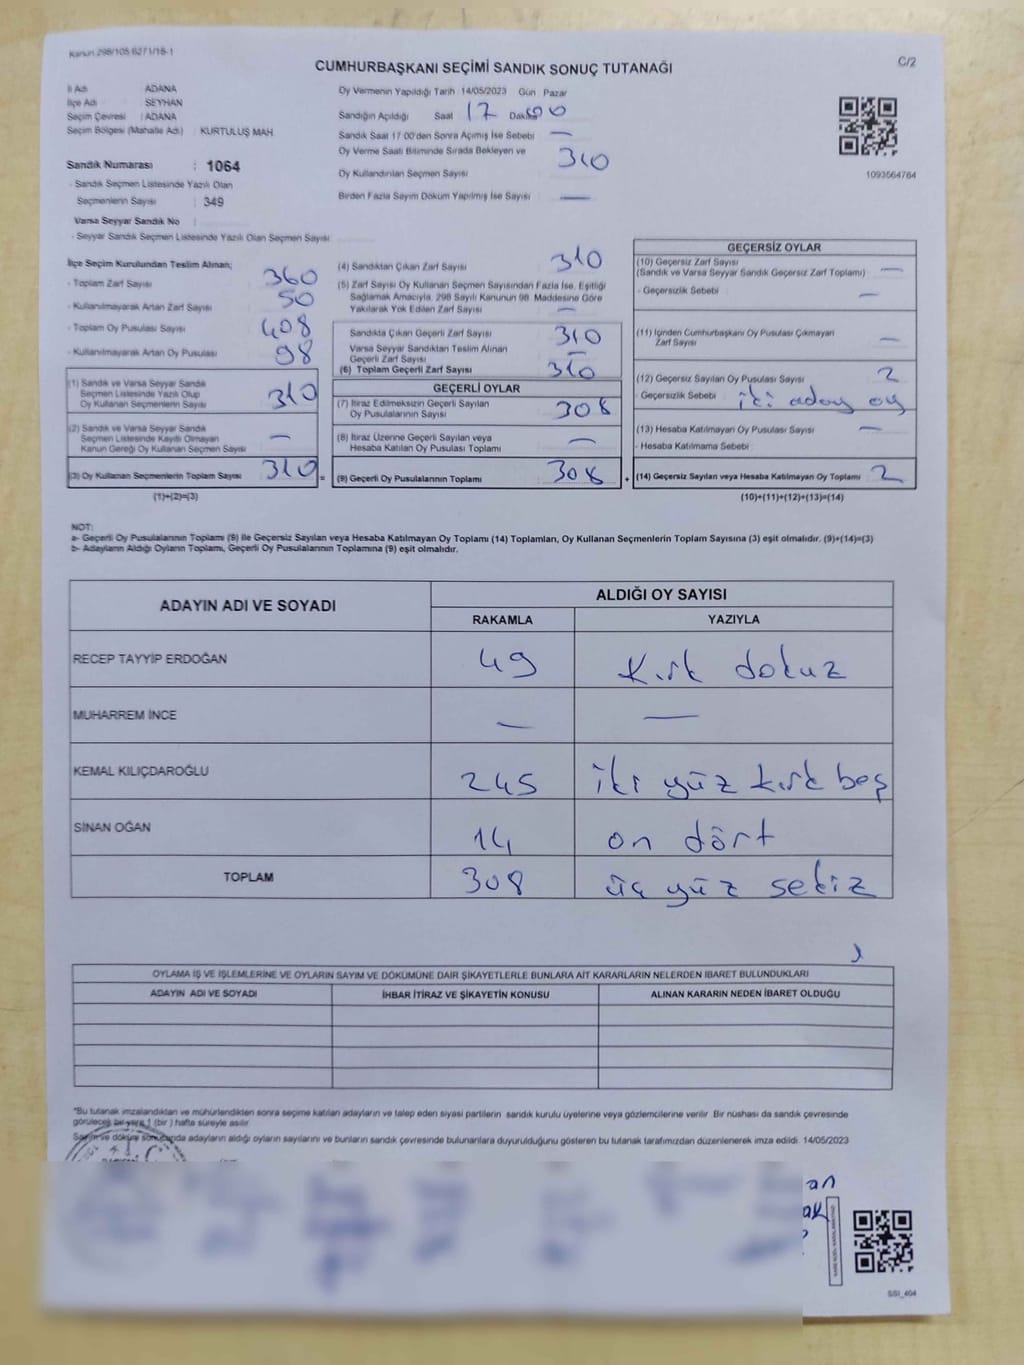 Kanun 298/105 6271/18-1
C/2
CUMHURBAŞKANI SEÇİMİ SANDIK SONUÇ TUTANAĞI
İl Adı ADANA
İlçe Adı SEYHAN
Seçim Çevresi : ADANA
Seçim Bölgesi (Mahalle Adı) : KURTULUŞ MAH.
Sandık Numarası : 1064
- Sandık Seçmen Listesinde Yazılı Olan
Seçmenlerin Sayısı : 349
Varsa Seyyar Sandık No :
- Seyyar Sandık Seçmen Listesinde Yazılı Olan Seçmen Sayısı
Oy Vermenin Yapıldığı Tarih 14/05/2023 Gün Pazar
Sandığın Açıldığı Saat 17 Dakika 00
Sandık Saat 17:00'den Sonra Açmış İse Sebebi —
Oy Verme Saati Bitiminde Sırada Bekleyen ve
Oy Kullandırılan Seçmen Sayısı 310
Birden Fazla Sayım Döküm Yapılmış İse Sayısı —
1093564764
İlçe Seçim Kurulundan Teslim Alınan;
- Toplam Zarf Sayısı 360
- Kullanılmayarak Artan Zarf Sayısı 50
- Toplam Oy Pusulası Sayısı 408
- Kullanılmayarak Artan Oy Pusulası 98
(1) Sandık ve Varsa Seyyar Sandık
Seçmen Listesinde Yazılı Olup
Oy Kullanan Seçmenlerin Sayısı 310
(2) Sandık ve Varsa Seyyar Sandık
Seçmen Listesinde Kayıtlı Olmayan
Kanun Gereği Oy Kullanan Seçmen Sayısı —
(3) Oy Kullanan Seçmenlerin Toplam Sayısı 310 =
(1)+(2)=(3)
(4) Sandıktan Çıkan Zarf Sayısı 310
(5) Zarf Sayısı Oy Kullanan Seçmen Sayısından Fazla İse, Eşitliği
Sağlamak Amacıyla, 298 Sayılı Kanunun 98. Maddesine Göre
Yakılarak Yok Edilen Zarf Sayısı —
Sandıkta Çıkan Geçerli Zarf Sayısı 310
Varsa Seyyar Sandıktan Teslim Alınan
Geçerli Zarf Sayısı —
(6) Toplam Geçerli Zarf Sayısı 310
GEÇERLİ OYLAR
(7) İtiraz Edilmeksizin Geçerli Sayılan
Oy Pusulalarının Sayısı 308
(8) İtiraz Üzerine Geçerli Sayılan veya
Hesaba Katılan Oy Pusulaları Toplamı —
(9) Geçerli Oy Pusulalarının Toplamı 308 +
GEÇERSİZ OYLAR
(10) Geçersiz Zarf Sayısı
(Sandık ve Varsa Seyyar Sandık Geçersiz Zarf Toplamı) —
- Geçersizlik Sebebi : —
(11) İçinden Cumhurbaşkanı Oy Pusulası Çıkmayan
Zarf Sayısı —
(12) Geçersiz Sayılan Oy Pusulası Sayısı 2
- Geçersizlik Sebebi : iki aday oy
(13) Hesaba Katılmayan Oy Pusulası Sayısı —
- Hesaba Katılmama Sebebi :
(14) Geçersiz Sayılan veya Hesaba Katılmayan Oy Toplamı 2
(10)+(11)+(12)+(13)=(14)
NOT:
a- Geçerli Oy Pusulalarının Toplamı (9) ile Geçersiz Sayılan veya Hesaba Katılmayan Oy Toplamı (14) Toplamları, Oy Kullanan Seçmenlerin Toplam Sayısına (3) eşit olmalıdır. (9)+(14)=(3)
b- Adayların Aldığı Oyların Toplamı, Geçerli Oy Pusulalarının Toplamına (9) eşit olmalıdır.
ADAYIN ADI VE SOYADI ALDIĞI OY SAYISI
RAKAMLA YAZIYLA
RECEP TAYYİP ERDOĞAN 49 Kırk dokuz
MUHARREM İNCE — —
KEMAL KILIÇDAROĞLU 245 iki yüz kırk beş
SİNAN OĞAN 14 on dört
TOPLAM 308 üç yüz sekiz
OYLAMA İŞ VE İŞLEMLERİNE VE OYLARIN SAYIM VE DÖKÜMÜNE DAİR ŞİKAYETLERLE BUNLARA AİT KARARLARIN NELERDEN İBARET BULUNDUKLARI
ADAYIN ADI VE SOYADI İHBAR İTİRAZ VE ŞİKAYETİN KONUSU ALINAN KARARIN NEDEN İBARET OLDUĞU
*Bu tutanak imzalandıktan ve mühürlendikten sonra seçime katılan adayların ve talep eden siyasi partilerin sandık kurulu üyelerine veya gözlemcilerine verilir. Bir nüshası da sandık çevresinde
görülecek bir yere 1 (bir) hafta süreyle asılır.
Sayım ve döküm sonucunda adayların aldığı oyların sayılarını ve bunların sandık çevresinde bulunanlara duyurulduğunu gösteren bu tutanak tarafımızdan düzenlenerek imza edildi. 14/05/2023
an
ak
SSI_404